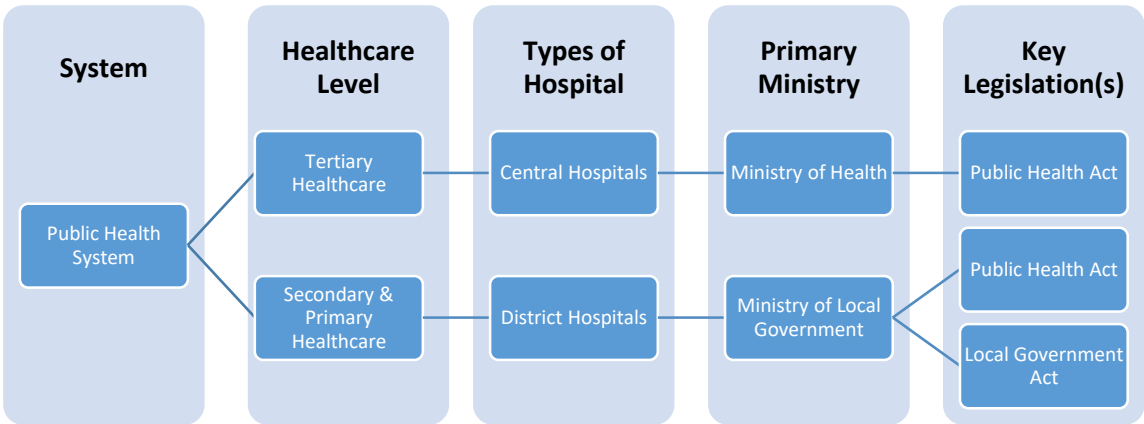 System
Healthcare
Level
Types of
Hospital
Primary
Ministry
Key
Legislation(s)
Public Health
System
Tertiary
Healthcare
Central Hospitals
Ministry of Health
Public Health Act
Secondary &
Primary
Healthcare
District Hospitals
Ministry of Local
Government
Public Health Act
Local Government
Act